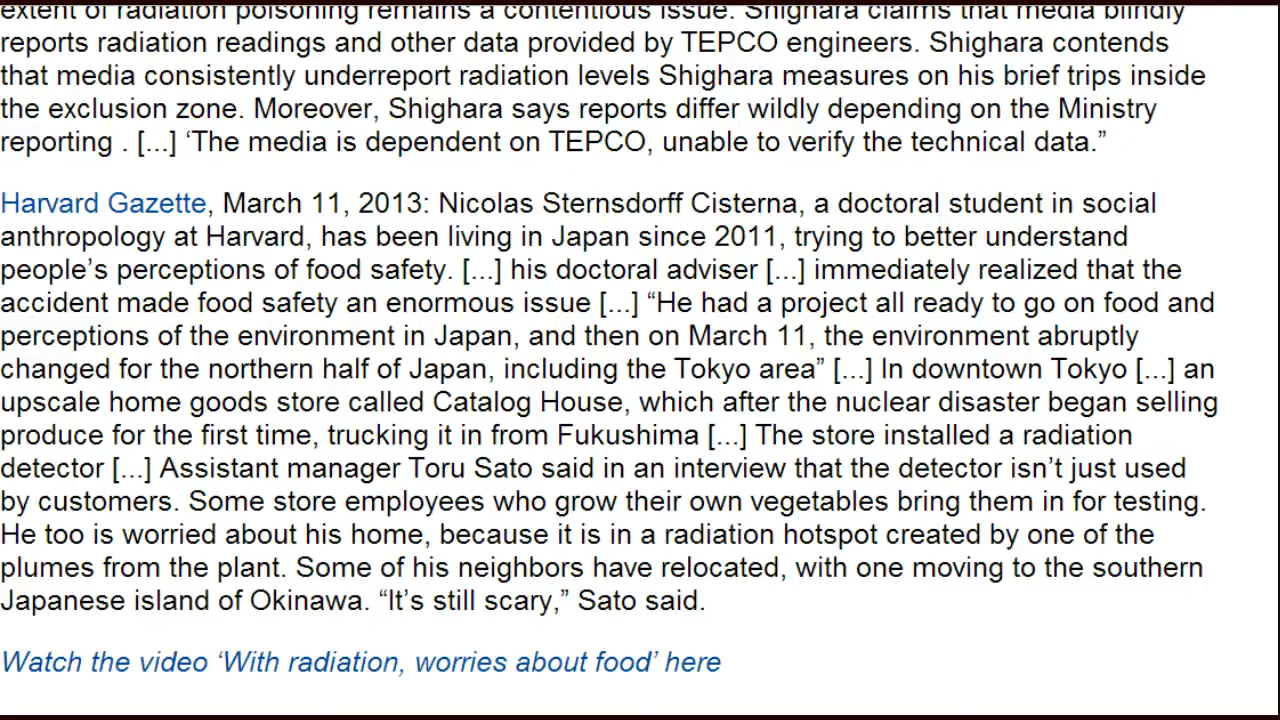 extent of radiation poisoning remains a contentious issue. Shighara claims that media blindly
reports radiation readings and other data provided by TEPCO engineers. Shighara contends
that media consistently underreport radiation levels Shighara measures on his brief trips inside
the exclusion zone. Moreover, Shighara says reports differ wildly depending on the Ministry
reporting . [...] ‘The media is dependent on TEPCO, unable to verify the technical data.”
Harvard Gazette, March 11, 2013: Nicolas Sternsdorff Cisterna, a doctoral student in social
anthropology at Harvard, has been living in Japan since 2011, trying to better understand
people’s perceptions of food safety. [...] his doctoral adviser [...] immediately realized that the
accident made food safety an enormous issue [...] “He had a project all ready to go on food and
perceptions of the environment in Japan, and then on March 11, the environment abruptly
changed for the northern half of Japan, including the Tokyo area” [...] In downtown Tokyo [...] an
upscale home goods store called Catalog House, which after the nuclear disaster began selling
produce for the first time, trucking it in from Fukushima [...] The store installed a radiation
detector [...] Assistant manager Toru Sato said in an interview that the detector isn’t just used
by customers. Some store employees who grow their own vegetables bring them in for testing.
He too is worried about his home, because it is in a radiation hotspot created by one of the
plumes from the plant. Some of his neighbors have relocated, with one moving to the southern
Japanese island of Okinawa. “It’s still scary,” Sato said.
Watch the video ‘With radiation, worries about food’ here